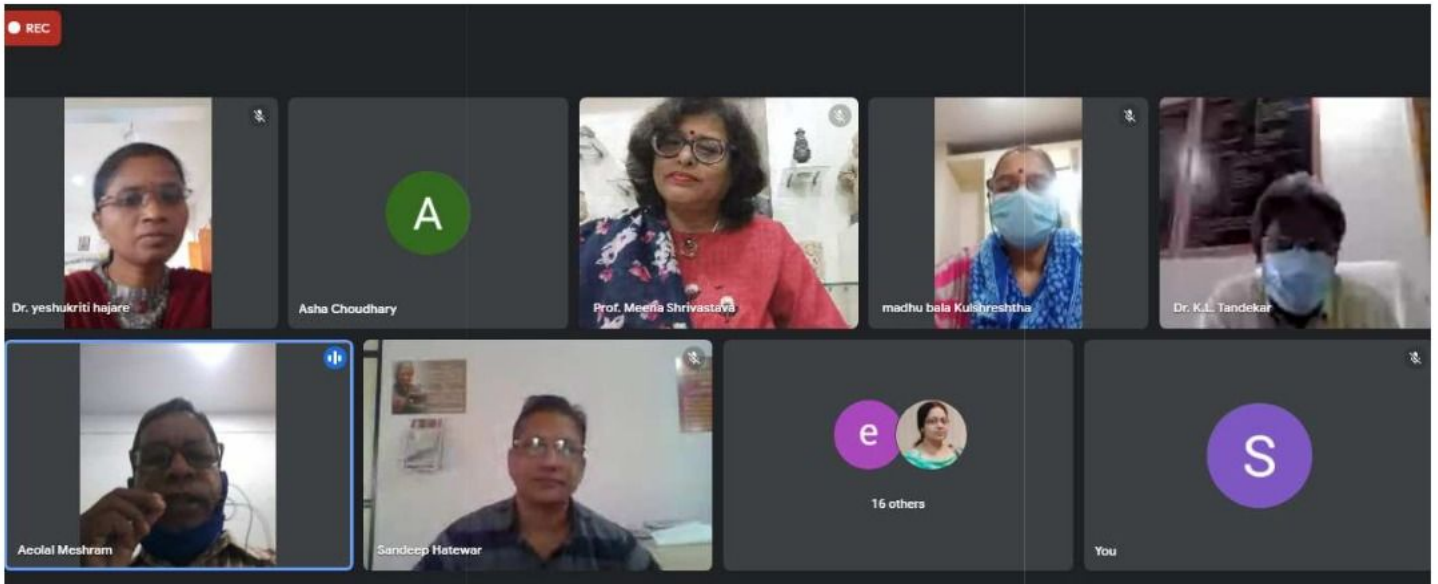 REC
Dr. yeshukriti hajare
A
Asha Choudhary
Prof. Meena Shrivastava
madhu bala Kulshreshtha
Dr. K.L. Tandekar
Aeolal Meshram
Sandeep Hatewar
e
16 others
S
You